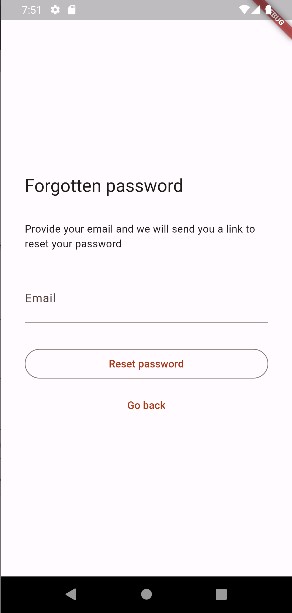 7:51
Forgotten password
Provide your email and we will send you a link to
reset your password
Email
Reset password
Go back